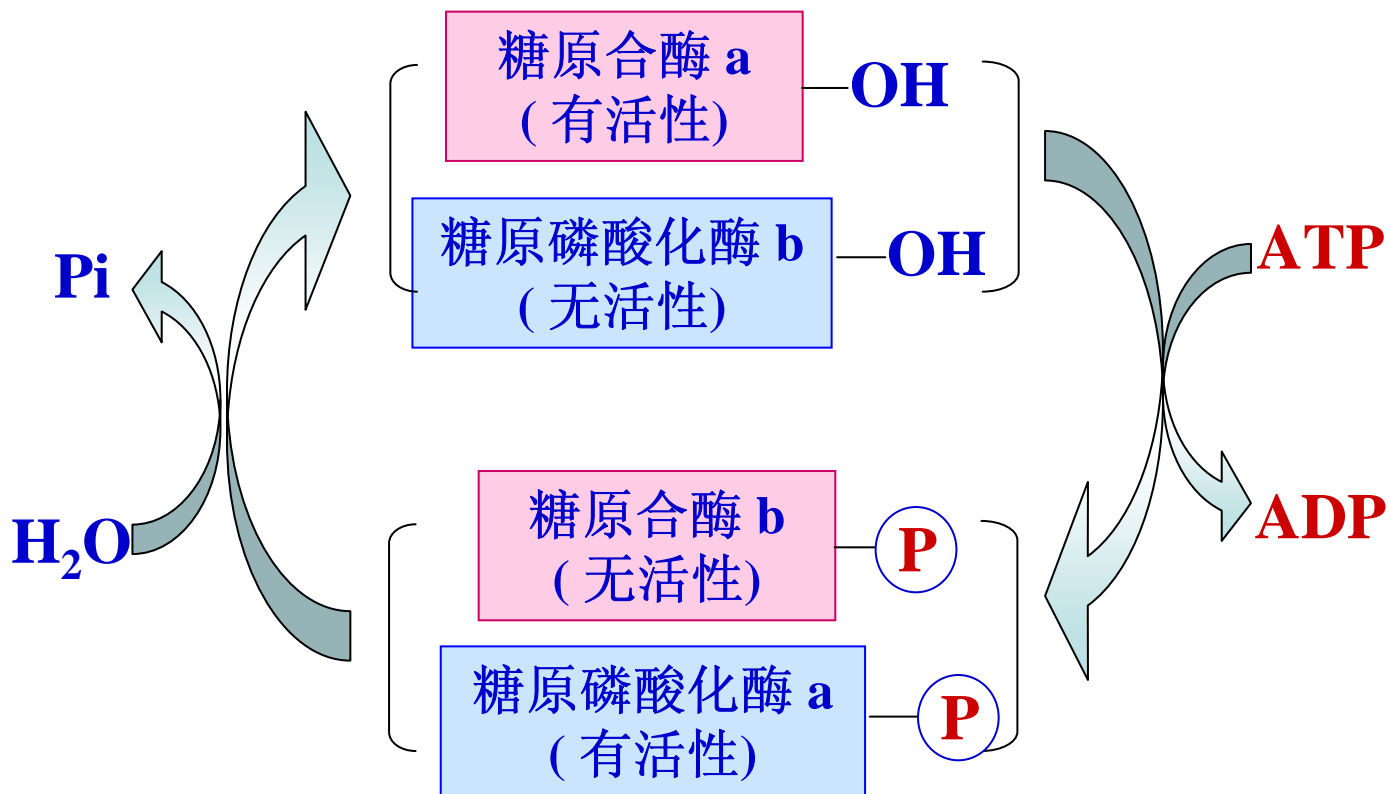 糖原合酶 a
( 有活性)
OH
糖原磷酸化酶 b
( 无活性)
OH
Pi
ATP
H₂O
ADP
糖原合酶 b
( 无活性)
P
糖原磷酸化酶 a
( 有活性)
P